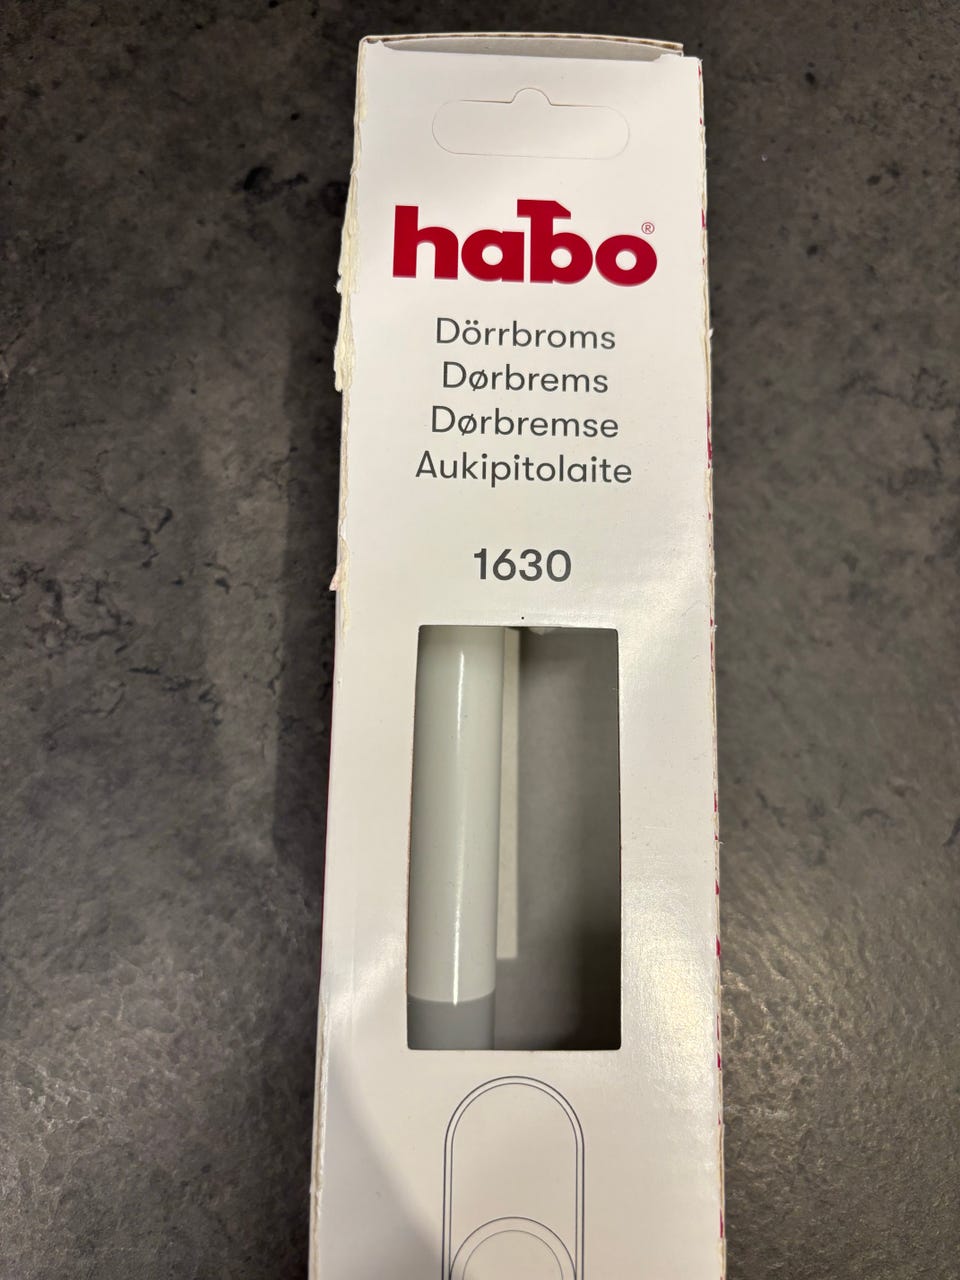 habo®
Dörrbroms
Dørbrems
Dørbremse
Aukipitolaite
1630